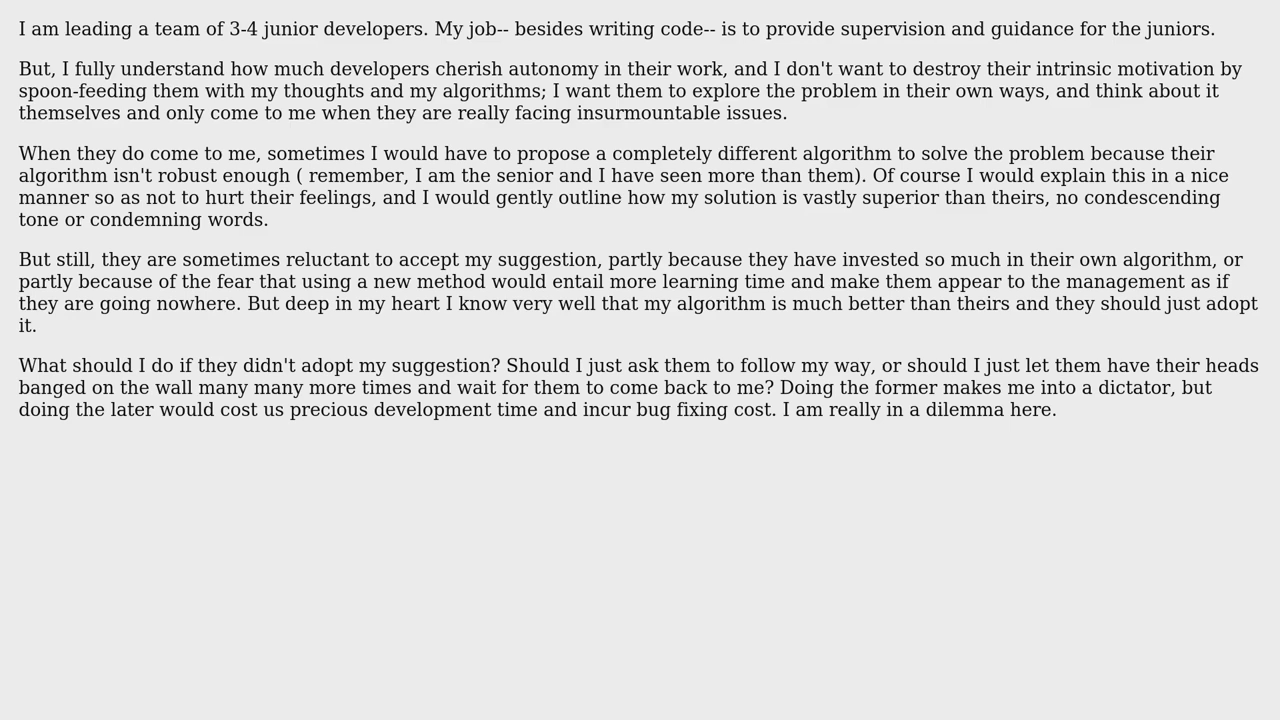 I am leading a team of 3-4 junior developers. My job-- besides writing code-- is to provide supervision and guidance for the juniors.
But, I fully understand how much developers cherish autonomy in their work, and I don't want to destroy their intrinsic motivation by
spoon-feeding them with my thoughts and my algorithms; I want them to explore the problem in their own ways, and think about it
themselves and only come to me when they are really facing insurmountable issues.
When they do come to me, sometimes I would have to propose a completely different algorithm to solve the problem because their
algorithm isn't robust enough ( remember, I am the senior and I have seen more than them). Of course I would explain this in a nice
manner so as not to hurt their feelings, and I would gently outline how my solution is vastly superior than theirs, no condescending
tone or condemning words.
But still, they are sometimes reluctant to accept my suggestion, partly because they have invested so much in their own algorithm, or
partly because of the fear that using a new method would entail more learning time and make them appear to the management as if
they are going nowhere. But deep in my heart I know very well that my algorithm is much better than theirs and they should just adopt
it.
What should I do if they didn't adopt my suggestion? Should I just ask them to follow my way, or should I just let them have their heads
banged on the wall many many more times and wait for them to come back to me? Doing the former makes me into a dictator, but
doing the later would cost us precious development time and incur bug fixing cost. I am really in a dilemma here.